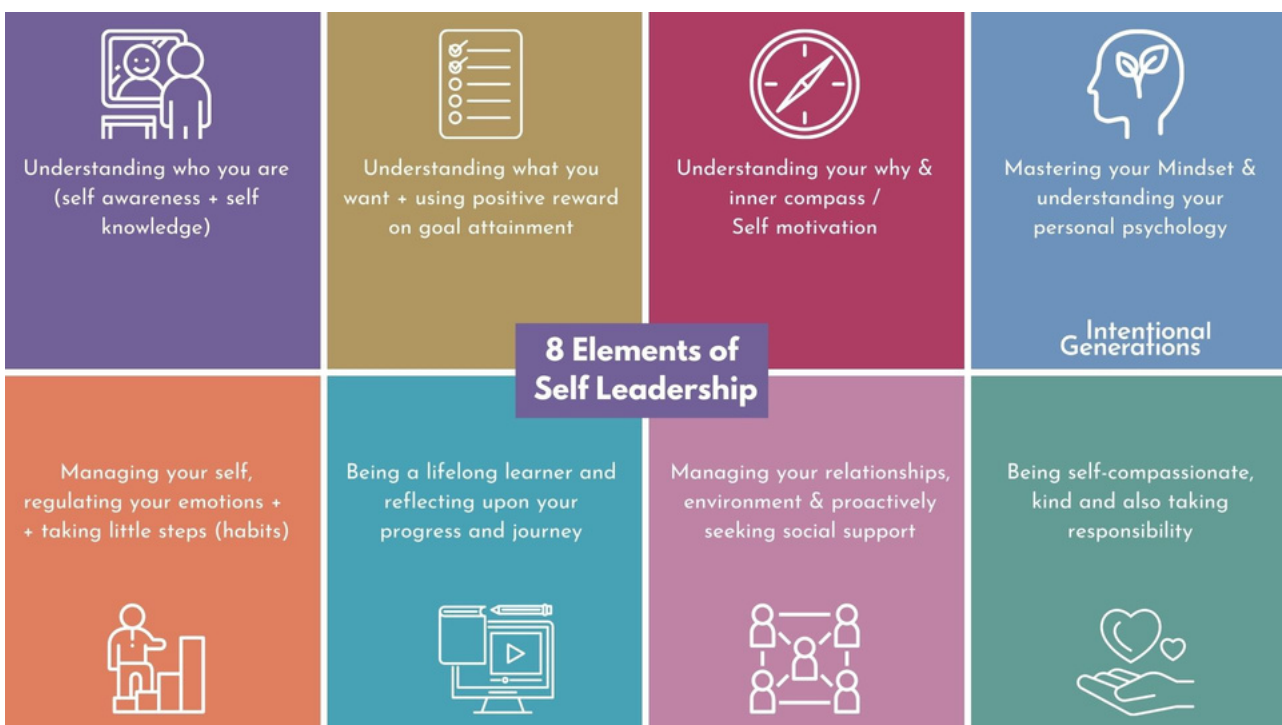 Understanding who you are
(self awareness + self
knowledge)
Understanding what you
want + using positive reward
on goal attainment
Understanding your why &
inner compass /
Self motivation
Mastering your Mindset &
understanding your
personal psychology
Intentional
Generations
8 Elements of
Self Leadership
Managing your self,
regulating your emotions +
+ taking little steps (habits)
Being a lifelong learner and
reflecting upon your
progress and journey
Managing your relationships,
environment & proactively
seeking social support
Being self-compassionate,
kind and also taking
responsibility